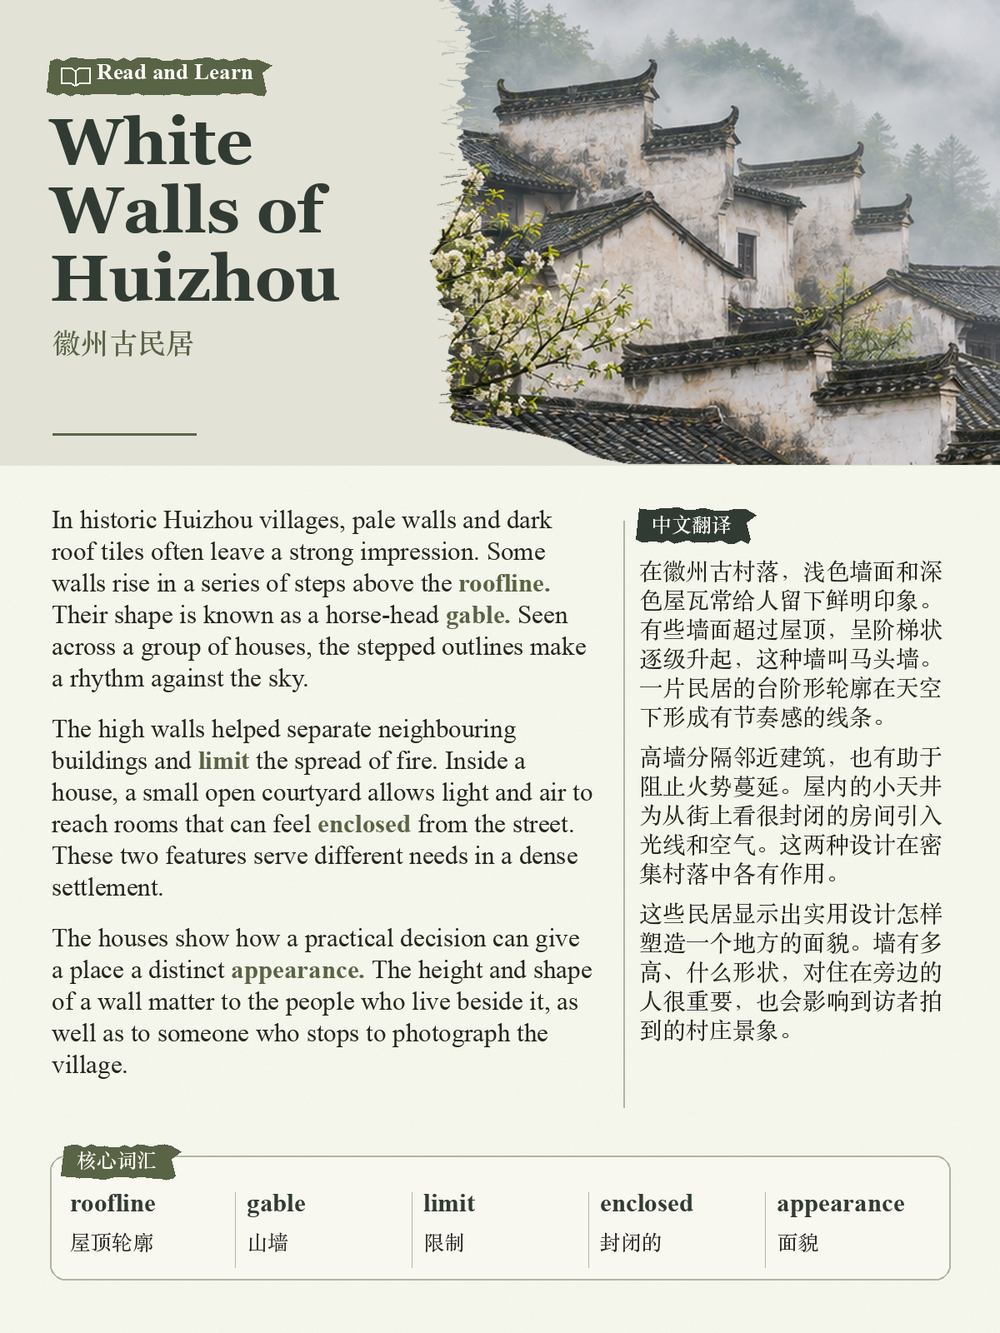 Read and Learn
White
Walls of
Huizhou
徽州古民居
In historic Huizhou villages, pale walls and dark
roof tiles often leave a strong impression. Some
walls rise in a series of steps above the roofline.
Their shape is known as a horse-head gable. Seen
across a group of houses, the stepped outlines make
a rhythm against the sky.
The high walls helped separate neighbouring
buildings and limit the spread of fire. Inside a
house, a small open courtyard allows light and air to
reach rooms that can feel enclosed from the street.
These two features serve different needs in a dense
settlement.
The houses show how a practical decision can give
a place a distinct appearance. The height and shape
of a wall matter to the people who live beside it, as
well as to someone who stops to photograph the
village.
中文翻译
在徽州古村落，浅色墙面和深
色屋瓦常给人留下鲜明印象。
有些墙面超过屋顶，呈阶梯状
逐级升起，这种墙叫马头墙。
一片民居的台阶形轮廓在天空
下形成有节奏感的线条。
高墙分隔邻近建筑，也有助于
阻止火势蔓延。屋内的小天井
为从街上看很封闭的房间引入
光线和空气。这两种设计在密
集村落中各有作用。
这些民居显示出实用设计怎样
塑造一个地方的面貌。墙有多
高、什么形状，对住在旁边的
人很重要，也会影响到访者拍
到的村庄景象。
核心词汇
roofline
屋顶轮廓
gable
山墙
limit
限制
enclosed
封闭的
appearance
面貌